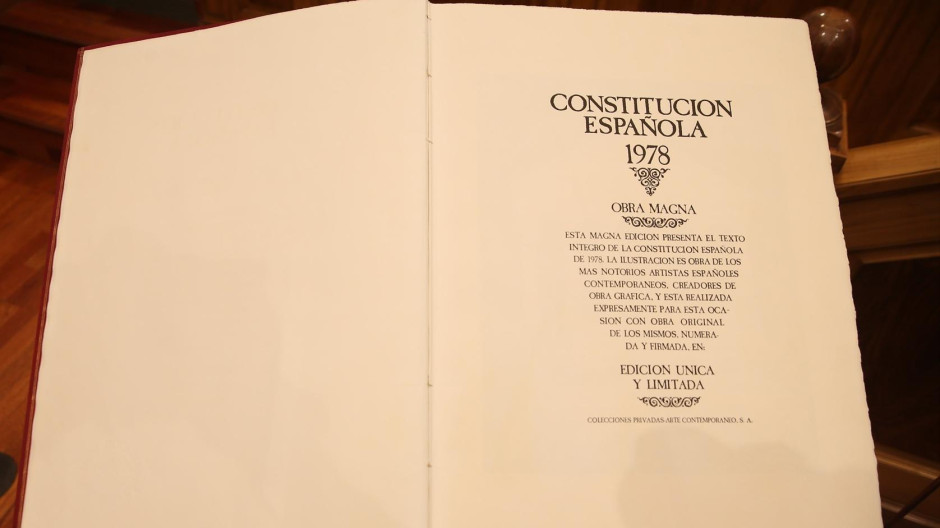 CONSTITUCION
ESPAÑOLA
1978
OBRA MAGNA
ESTA MAGNA EDICION PRESENTA EL TEXTO
INTEGRO DE LA CONSTITUCION ESPAÑOLA
DE 1978. LA ILUSTRACION ES OBRA DE LOS
MAS NOTORIOS ARTISTAS ESPAÑOLES
CONTEMPORANEOS, CREADORES DE
OBRA GRAFICA, Y ESTA REALIZADA
EXPRESAMENTE PARA ESTA OCA-
SION CON OBRA ORIGINAL
DE LOS MISMOS, NUMERA-
DA Y FIRMADA, EN:
EDICION UNICA
Y LIMITADA
COLECCIONES PRIVADAS-ARTE CONTEMPORANEO, S. A.